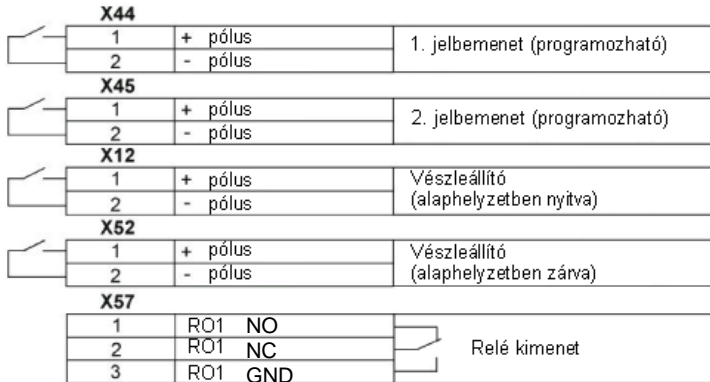 X44
1 + pólus 1. jelbemenet (programozható)
2 - pólus
X45
1 + pólus 2. jelbemenet (programozható)
2 - pólus
X12
1 + pólus Vészleállító
2 - pólus (alaphelyzetben nyitva)
X52
1 + pólus Vészleállító
2 - pólus (alaphelyzetben zárva)
X57
1 RO1 NO
2 RO1 NC Relé kimenet
3 RO1 GND